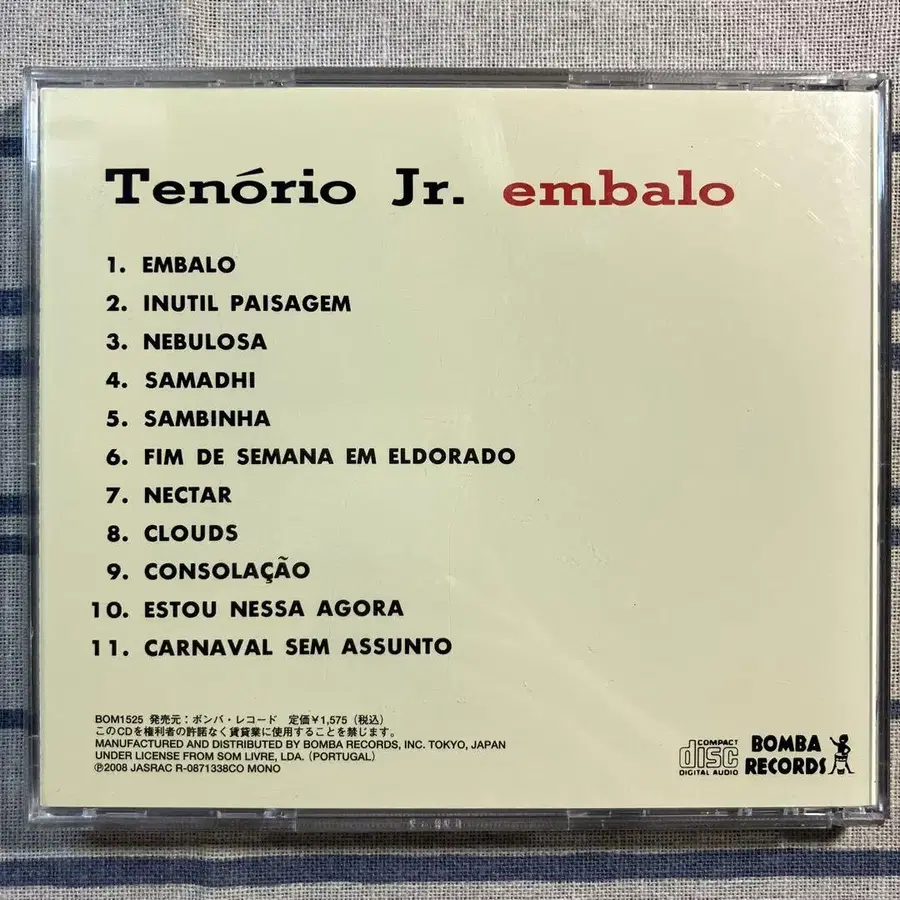 Tenório Jr. embalo
1. EMBALO
2. INUTIL PAISAGEM
3. NEBULOSA
4. SAMADHI
5. SAMBINHA
6. FIM DE SEMANA EM ELDORADO
7. NECTAR
8. CLOUDS
9. CONSOLAÇÃO
10. ESTOU NESSA AGORA
11. CARNAVAL SEM ASSUNTO
BOM1525 発売元：ボンバ・レコード 定価￥1,575（税込）
このCDを権利者の許諾なく賃貸業に使用することを禁じます。
MANUFACTURED AND DISTRIBUTED BY BOMBA RECORDS, INC. TOKYO, JAPAN
UNDER LICENSE FROM SOM LIVRE, LDA. (PORTUGAL)
℗2008 JASRAC R-0871338CO MONO
COMPACT
disc
DIGITAL AUDIO
BOMBA
RECORDS